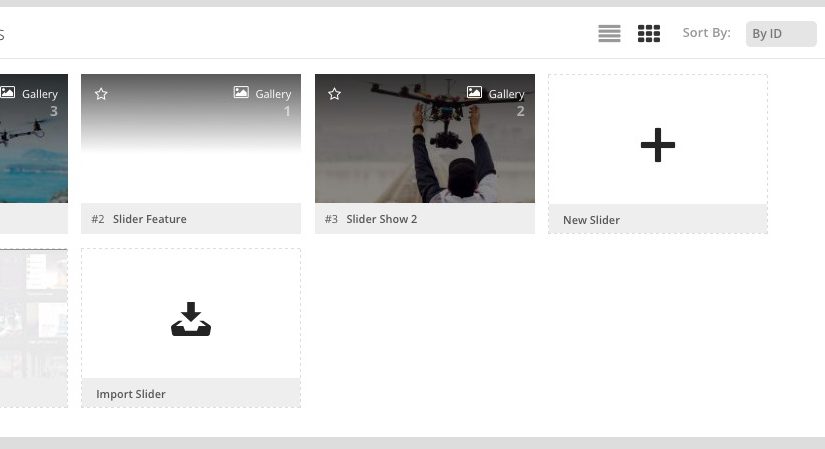 S
Sort By: By ID
Gallery
3
Gallery
1
Gallery
2
#2 Slider Feature
#3 Slider Show 2
New Slider
Import Slider